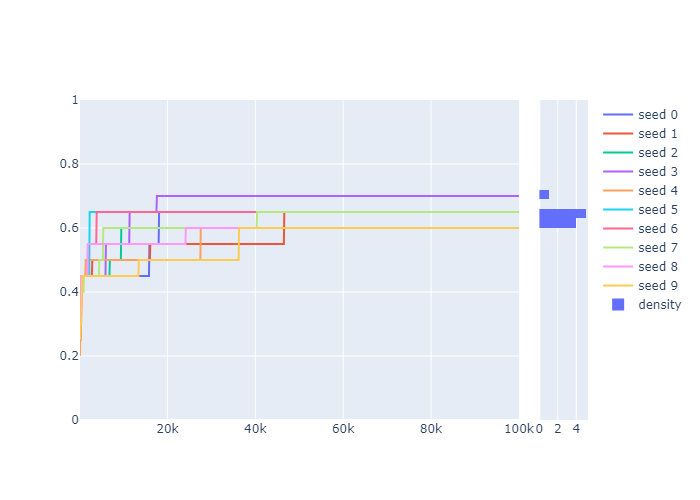 1
0.8
0.6
0.4
0.2
0
20k
40k
60k
80k
100k
0
2
4
seed 0
seed 1
seed 2
seed 3
seed 4
seed 5
seed 6
seed 7
seed 8
seed 9
density